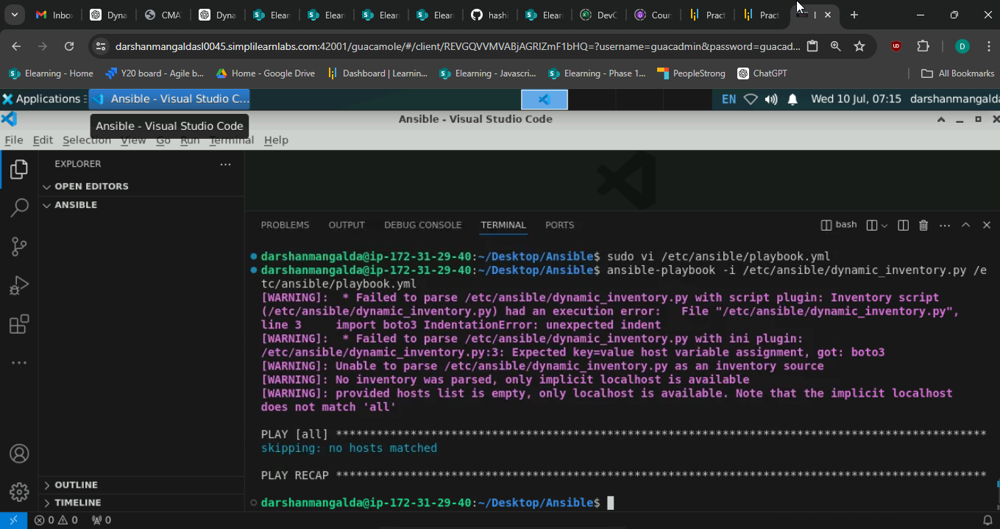 Inbo
Dyna
CMA
Dyna
Elear
Elear
Elear
Elear
hashi
Elear
DevC
Cour
Pract
Pract
darshanmangaldasl0045.simplilearnlabs.com:42001/guacamole/#/client/REVGQVVMVABjAGRlZmF1bHQ=?username=guacadmin&password=guacad...
D
Elearning - Home
Y20 board - Agile b...
Home - Google Drive
Dashboard | Learnin...
Elearning - Javascri...
Elearning - Phase 1...
PeopleStrong
ChatGPT
All Bookmarks
Applications
Ansible - Visual Studio C...
EN
Wed 10 Jul, 07:15 darshanmangalda
Ansible - Visual Studio Code
Ansible - Visual Studio Code
File Edit Selection View Go Run Terminal Help
EXPLORER
OPEN EDITORS
ANSIBLE
OUTLINE
TIMELINE
PROBLEMS OUTPUT DEBUG CONSOLE TERMINAL PORTS
bash
darshanmangalda@ip-172-31-29-40:~/Desktop/Ansible$ sudo vi /etc/ansible/playbook.yml
darshanmangalda@ip-172-31-29-40:~/Desktop/Ansible$ ansible-playbook -i /etc/ansible/dynamic_inventory.py /e
tc/ansible/playbook.yml
[WARNING]:  * Failed to parse /etc/ansible/dynamic_inventory.py with script plugin: Inventory script
(/etc/ansible/dynamic_inventory.py) had an execution error:   File "/etc/ansible/dynamic_inventory.py",
line 3     import boto3 IndentationError: unexpected indent
[WARNING]:  * Failed to parse /etc/ansible/dynamic_inventory.py with ini plugin:
/etc/ansible/dynamic_inventory.py:3: Expected key=value host variable assignment, got: boto3
[WARNING]: Unable to parse /etc/ansible/dynamic_inventory.py as an inventory source
[WARNING]: No inventory was parsed, only implicit localhost is available
[WARNING]: provided hosts list is empty, only localhost is available. Note that the implicit localhost
does not match 'all'
PLAY [all] *****************************************************************************************
skipping: no hosts matched
PLAY RECAP *****************************************************************************************
darshanmangalda@ip-172-31-29-40:~/Desktop/Ansible$
0 0 0